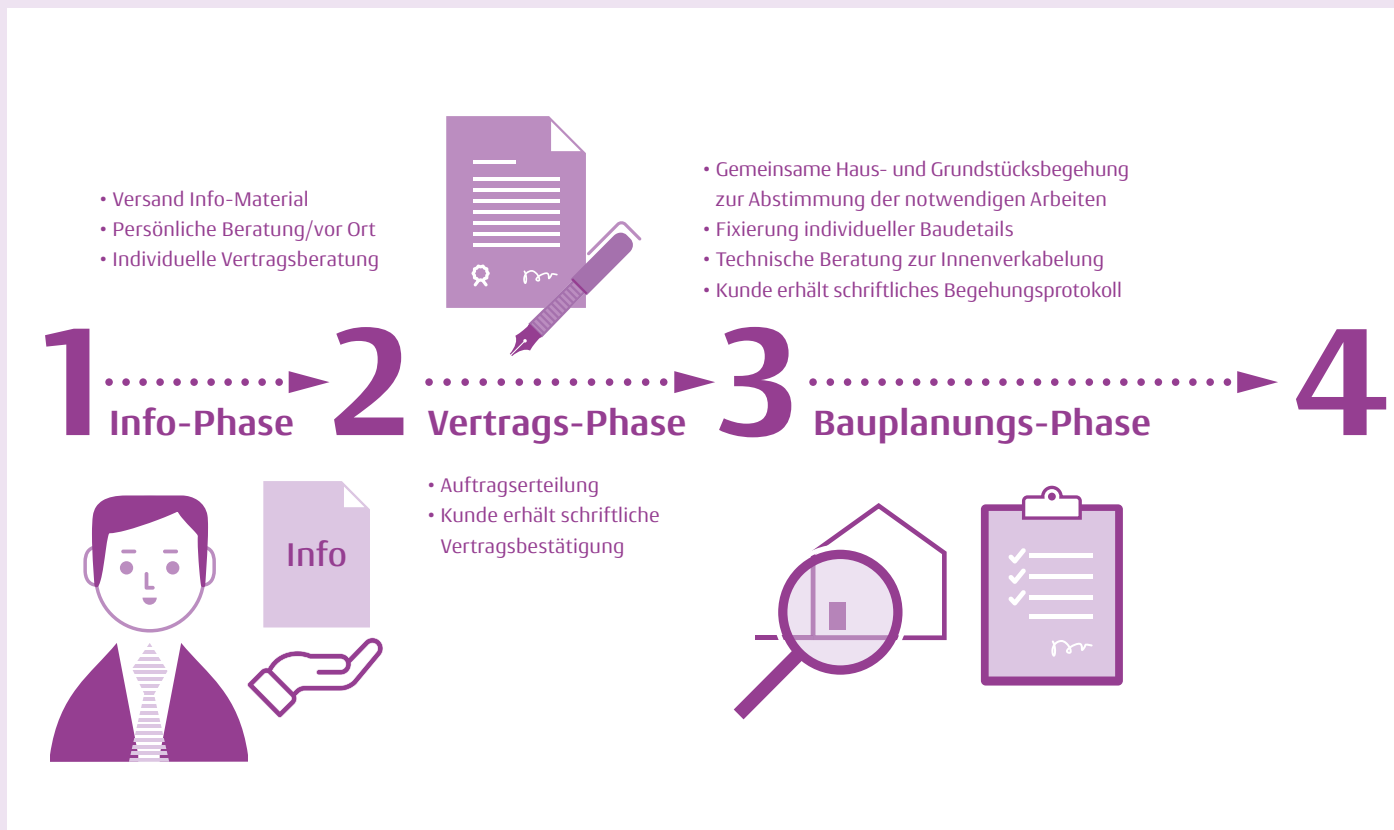 • Versand Info-Material
• Persönliche Beratung/vor Ort
• Individuelle Vertragsberatung
1
Info-Phase
Info
2
Vertrags-Phase
• Auftragserteilung
• Kunde erhält schriftliche
Vertragsbestätigung
• Gemeinsame Haus- und Grundstücksbegehung
zur Abstimmung der notwendigen Arbeiten
• Fixierung individueller Baudetails
• Technische Beratung zur Innenverkabelung
• Kunde erhält schriftliches Begehungsprotokoll
3
Bauplanungs-Phase
4